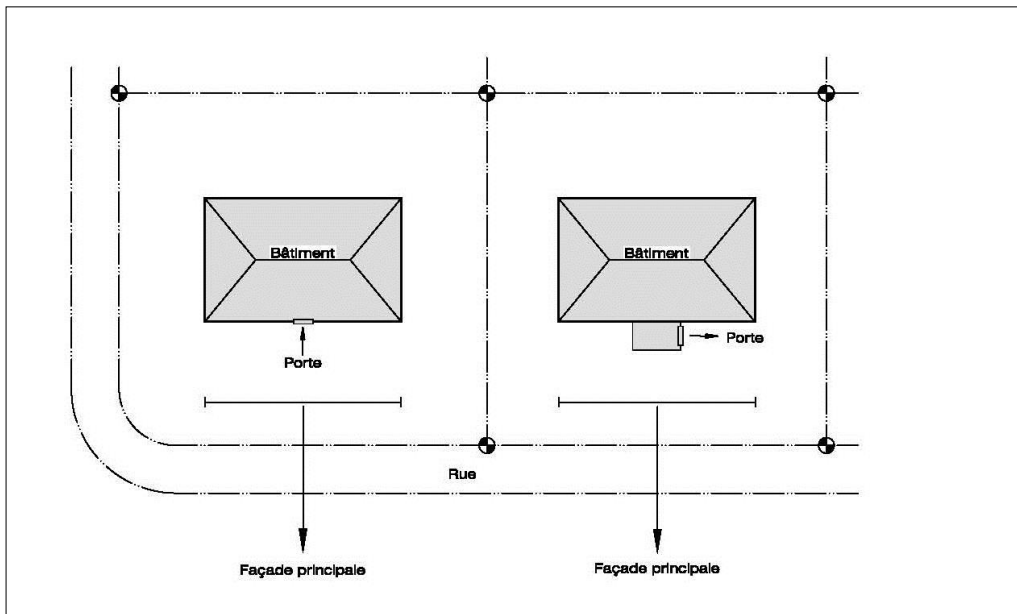 Bâtiment
Bâtiment
Porte
Porte
Rue
Façade principale
Façade principale